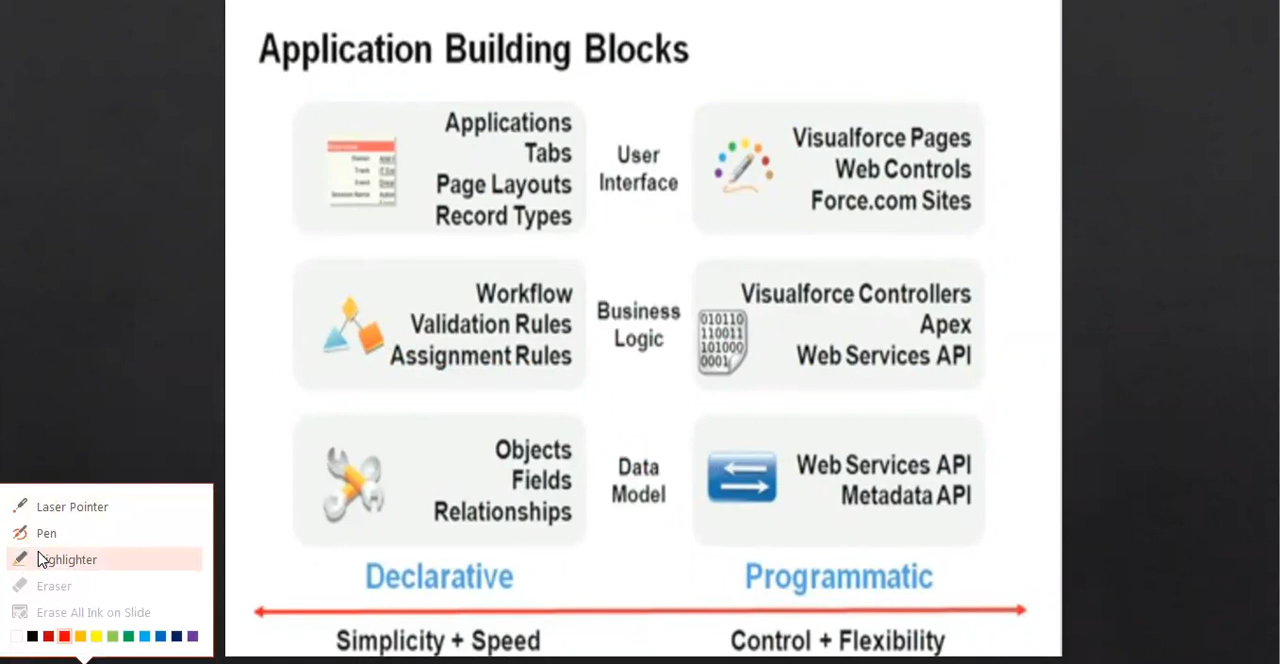 Application Building Blocks
Applications
Tabs
Page Layouts
Record Types
User
Interface
Visualforce Pages
Web Controls
Force.com Sites
Workflow
Validation Rules
Assignment Rules
Business
Logic
010110
110011
101000
0001
Visualforce Controllers
Apex
Web Services API
Objects
Fields
Relationships
Data
Model
Web Services API
Metadata API
Declarative
Programmatic
Simplicity + Speed
Control + Flexibility
Laser Pointer
Pen
ghlighter
Eraser
Erase All Ink on Slide